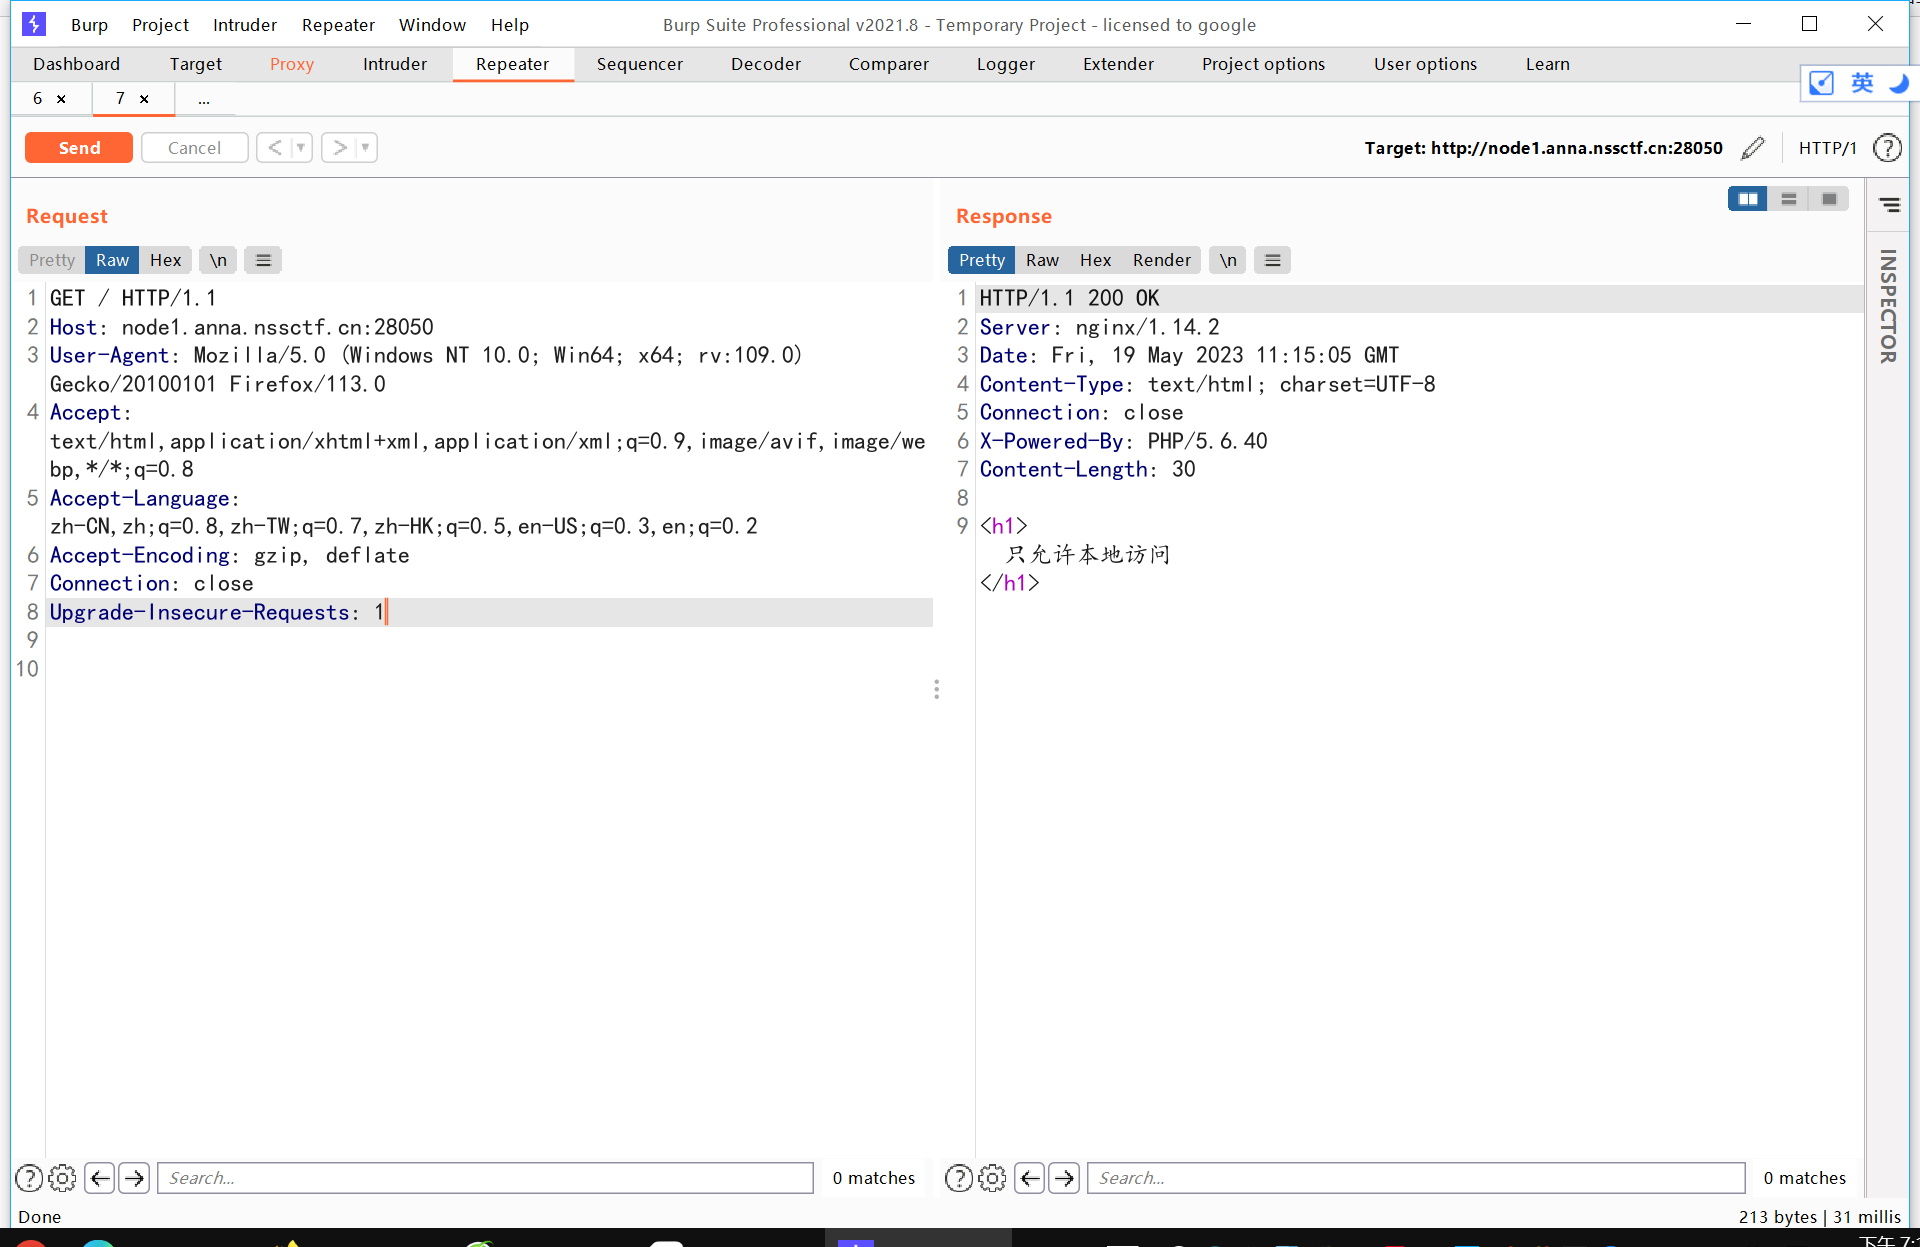 Burp Project Intruder Repeater Window Help Burp Suite Professional v2021.8 - Temporary Project - licensed to google
Dashboard Target Proxy Intruder Repeater Sequencer Decoder Comparer Logger Extender Project options User options Learn
英
6 × 7 × ...
Send Cancel < > Target: http://node1.anna.nssctf.cn:28050 HTTP/1 ?
Request
Pretty Raw Hex \n
1 GET / HTTP/1.1
2 Host: node1.anna.nssctf.cn:28050
3 User-Agent: Mozilla/5.0 (Windows NT 10.0; Win64; x64; rv:109.0)
Gecko/20100101 Firefox/113.0
4 Accept:
text/html,application/xhtml+xml,application/xml;q=0.9,image/avif,image/we
bp,*/*;q=0.8
5 Accept-Language:
zh-CN,zh;q=0.8,zh-TW;q=0.7,zh-HK;q=0.5,en-US;q=0.3,en;q=0.2
6 Accept-Encoding: gzip, deflate
7 Connection: close
8 Upgrade-Insecure-Requests: 1
9
10
? Search... 0 matches
Response
Pretty Raw Hex Render \n
1 HTTP/1.1 200 OK
2 Server: nginx/1.14.2
3 Date: Fri, 19 May 2023 11:15:05 GMT
4 Content-Type: text/html; charset=UTF-8
5 Connection: close
6 X-Powered-By: PHP/5.6.40
7 Content-Length: 30
8
9 <h1>
只允许本地访问
</h1>
? Search... 0 matches
INSPECTOR
Done 213 bytes | 31 millis
下午 7: